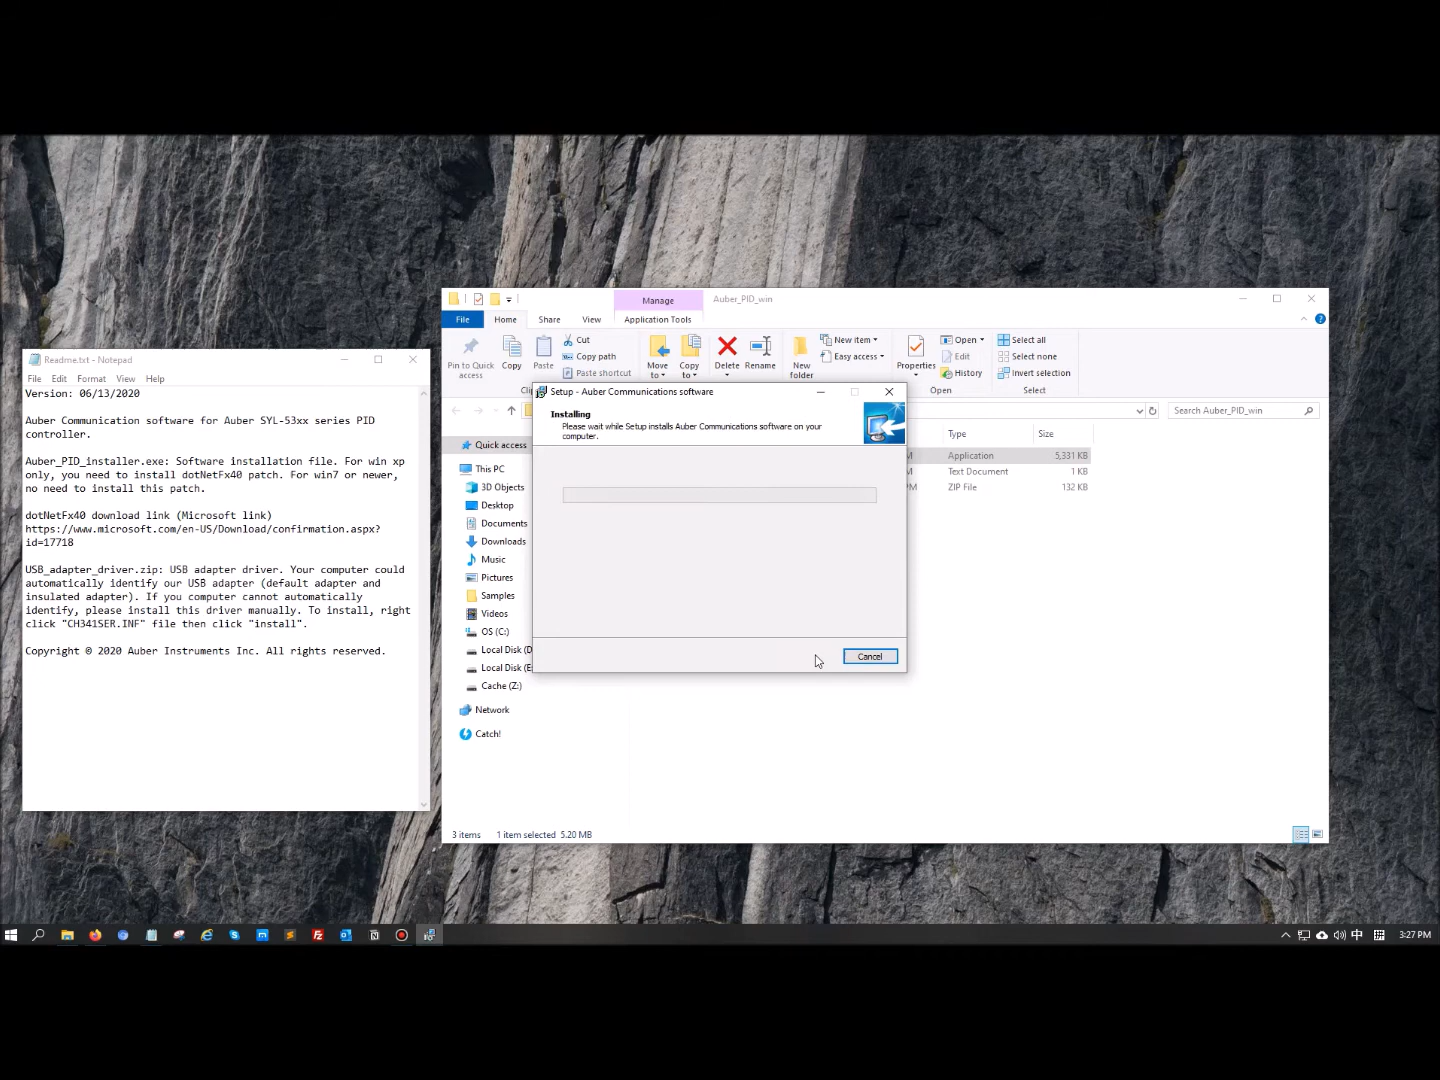 Manage
Auber_PID_win
File
Home
Share
View
Application Tools
Pin to Quick
access
Copy
Paste
Cut
Copy path
Paste shortcut
Move
to
Copy
to
Delete
Rename
New
folder
New item
Easy access
Properties
Open
Edit
History
Select all
Select none
Invert selection
Open
Select
Search Auber_PID_win
Type
Size
Application
5,331 KB
Text Document
1 KB
ZIP File
132 KB
Quick access
This PC
3D Objects
Desktop
Documents
Downloads
Music
Pictures
Samples
Videos
OS (C:)
Local Disk (D
Local Disk (E
Cache (Z:)
Network
Catch!
3 items
1 item selected 5.20 MB
Setup - Auber Communications software
Installing
Please wait while Setup installs Auber Communications software on your
computer.
Cancel
Readme.txt - Notepad
File Edit Format View Help
Version: 06/13/2020
Auber Communication software for Auber SYL-53xx series PID
controller.
Auber_PID_installer.exe: Software installation file. For win xp
only, you need to install dotNetFx40 patch. For win7 or newer,
no need to install this patch.
dotNetFx40 download link (Microsoft link)
https://www.microsoft.com/en-US/Download/confirmation.aspx?
id=17718
USB_adapter_driver.zip: USB adapter driver. Your computer could
automatically identify our USB adapter (default adapter and
insulated adapter). If you computer cannot automatically
identify, please install this driver manually. To install, right
click "CH341SER.INF" file then click "install".
Copyright © 2020 Auber Instruments Inc. All rights reserved.
中
3:27 PM